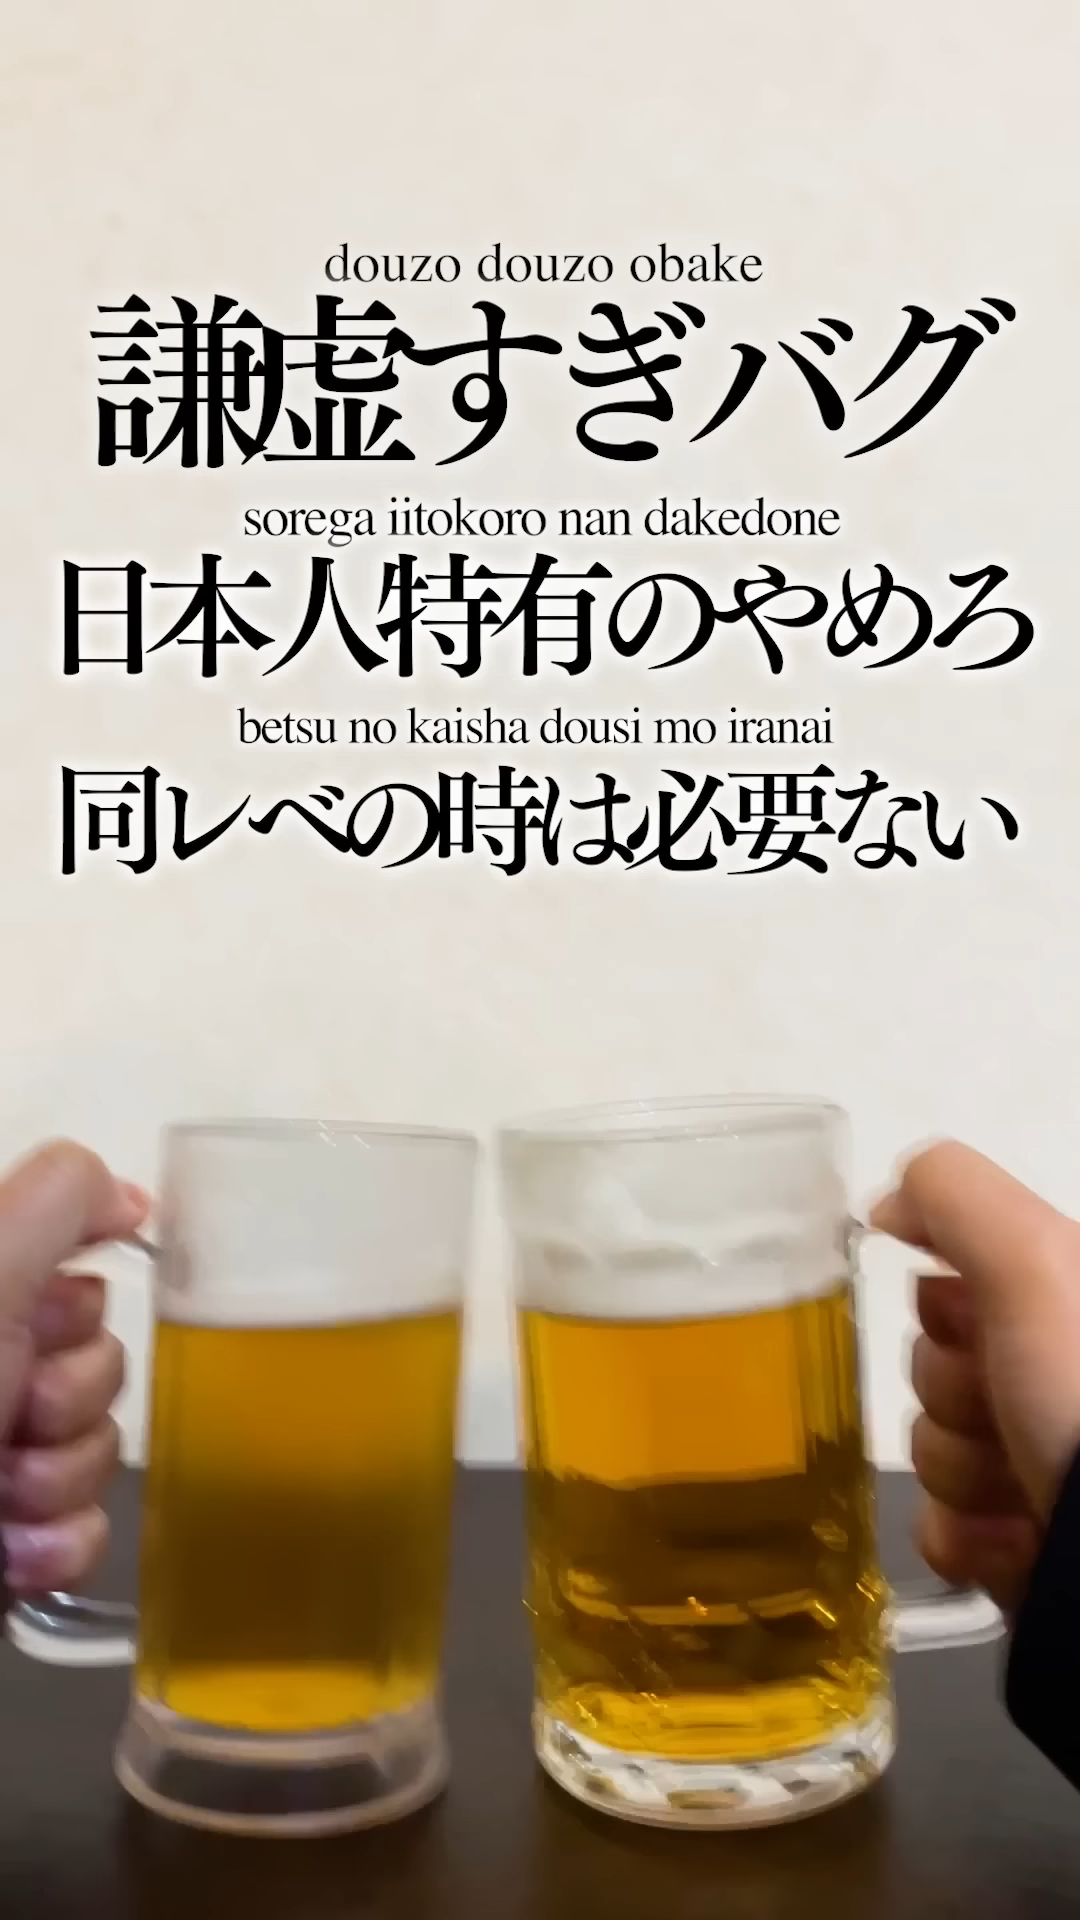 douzo douzo obake
謙虚すぎバグ
sorega iitokoro nan dakedone
日本人特有のやめろ
betsu no kaisha dousi mo iranai
同レベの時は必要ない